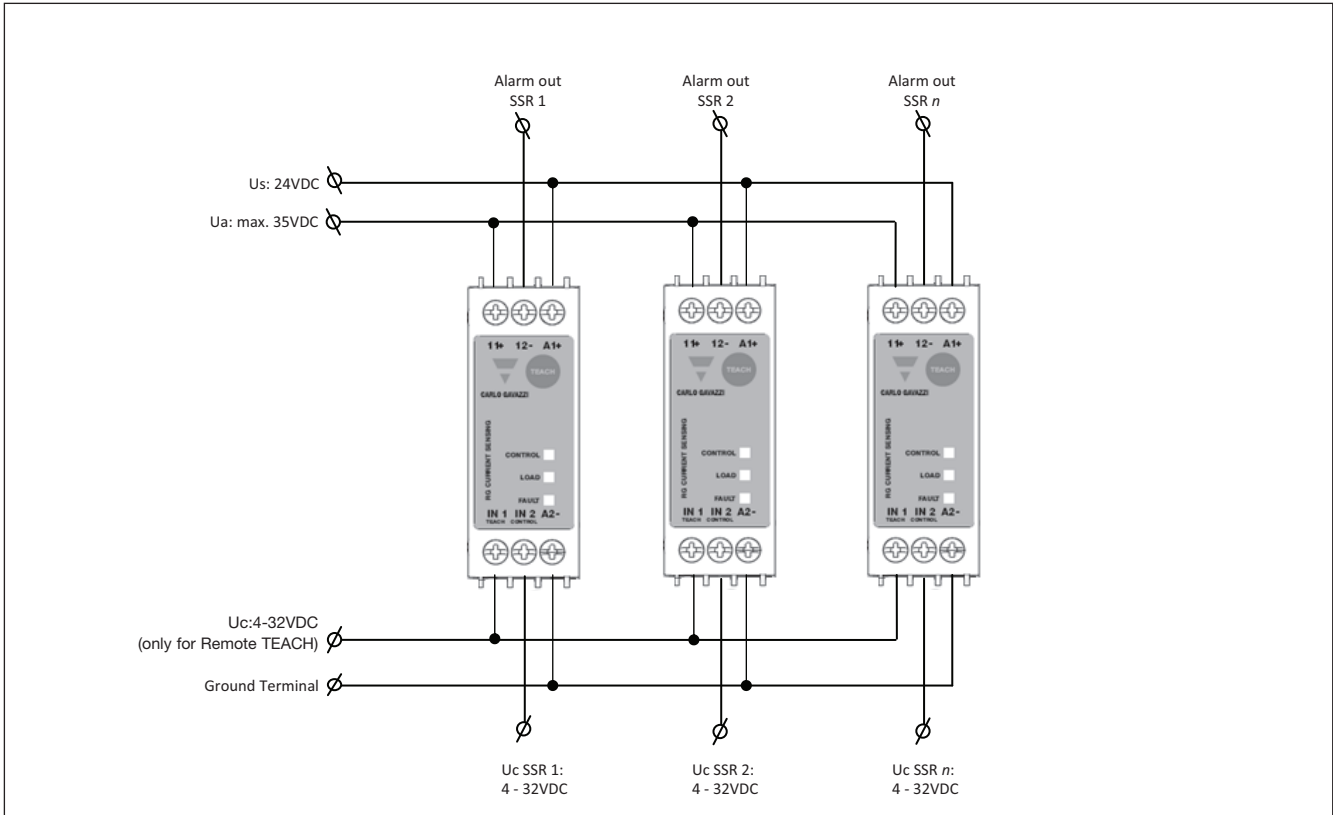 Alarm out
SSR 1
Alarm out
SSR 2
Alarm out
SSR n
Us: 24VDC
Ua: max. 35VDC
11+ 12- A1+
TEACH
CARLO GAVAZZI
RG CURRENT SENSING
CONTROL
LOAD
FAULT
IN 1 IN 2 A2-
TEACH CONTROL
11+ 12- A1+
TEACH
CARLO GAVAZZI
RG CURRENT SENSING
CONTROL
LOAD
FAULT
IN 1 IN 2 A2-
TEACH CONTROL
11+ 12- A1+
TEACH
CARLO GAVAZZI
RG CURRENT SENSING
CONTROL
LOAD
FAULT
IN 1 IN 2 A2-
TEACH CONTROL
Uc:4-32VDC
(only for Remote TEACH)
Ground Terminal
Uc SSR 1:
4 - 32VDC
Uc SSR 2:
4 - 32VDC
Uc SSR n:
4 - 32VDC